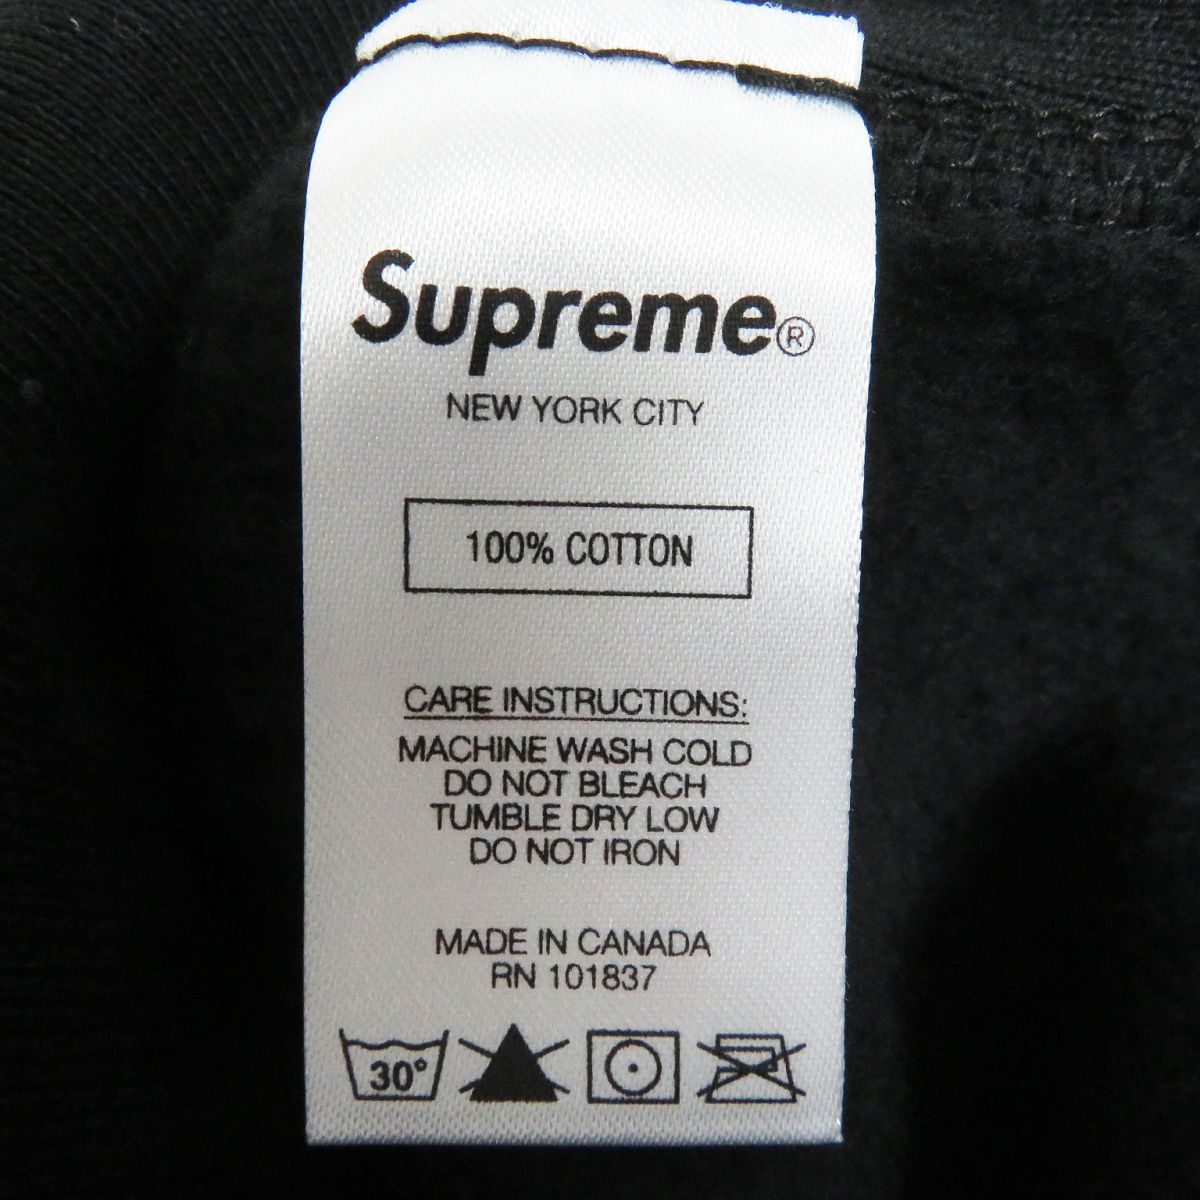 Supreme®
NEW YORK CITY
100% COTTON
CARE INSTRUCTIONS:
MACHINE WASH COLD
DO NOT BLEACH
TUMBLE DRY LOW
DO NOT IRON
MADE IN CANADA
RN 101837
30°